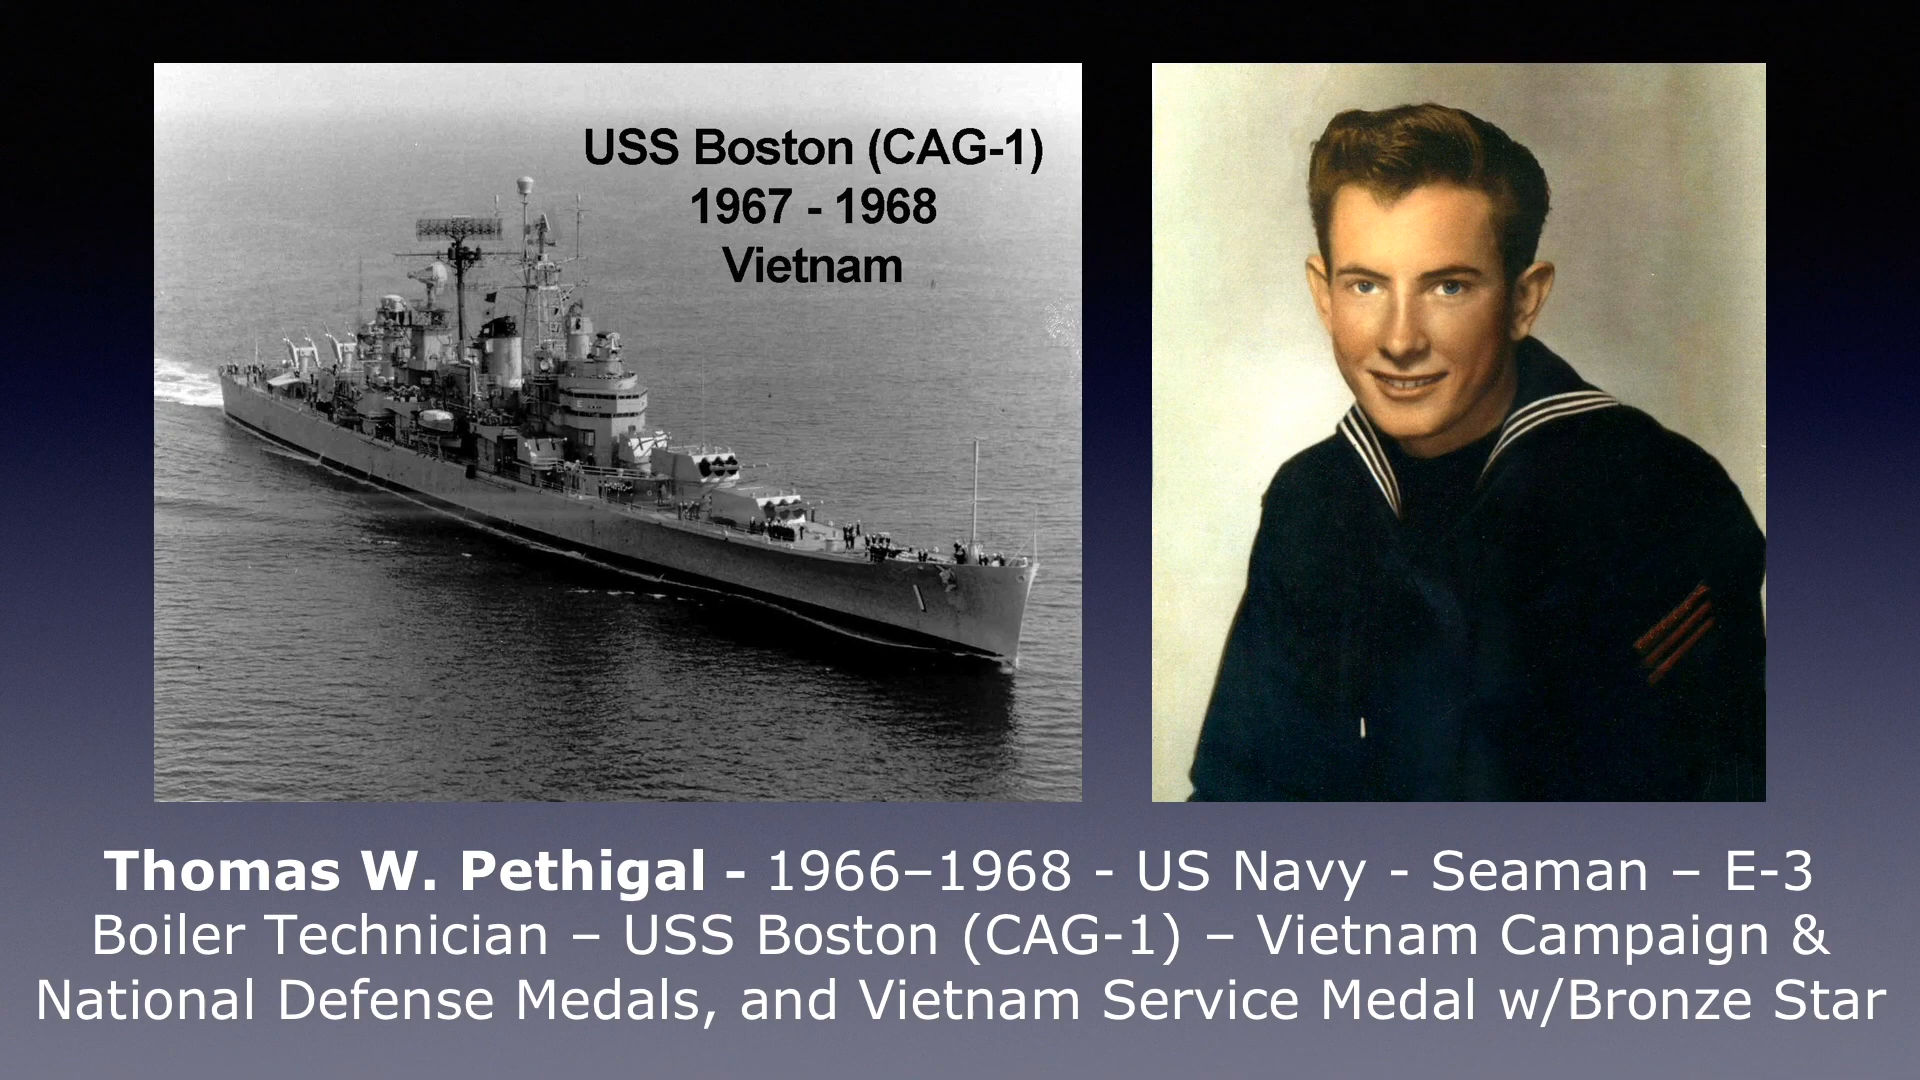 USS Boston (CAG-1)
1967 - 1968
Vietnam
1
Thomas W. Pethigal - 1966–1968 - US Navy - Seaman – E-3
Boiler Technician – USS Boston (CAG-1) – Vietnam Campaign &
National Defense Medals, and Vietnam Service Medal w/Bronze Star